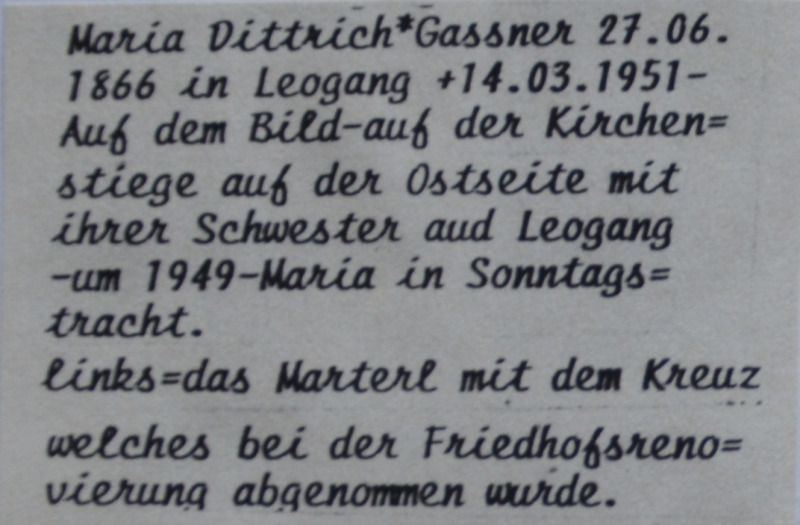 Maria Dittrich*Gassner 27.06.
1866 in Leogang +14.03.1951-
Auf dem Bild-auf der Kirchen=
stiege auf der Ostseite mit
ihrer Schwester aud Leogang
-um 1949-Maria in Sonntags=
tracht.
links=das Marterl mit dem Kreuz
welches bei der Friedhofsreno=
vierung abgenommen wurde.